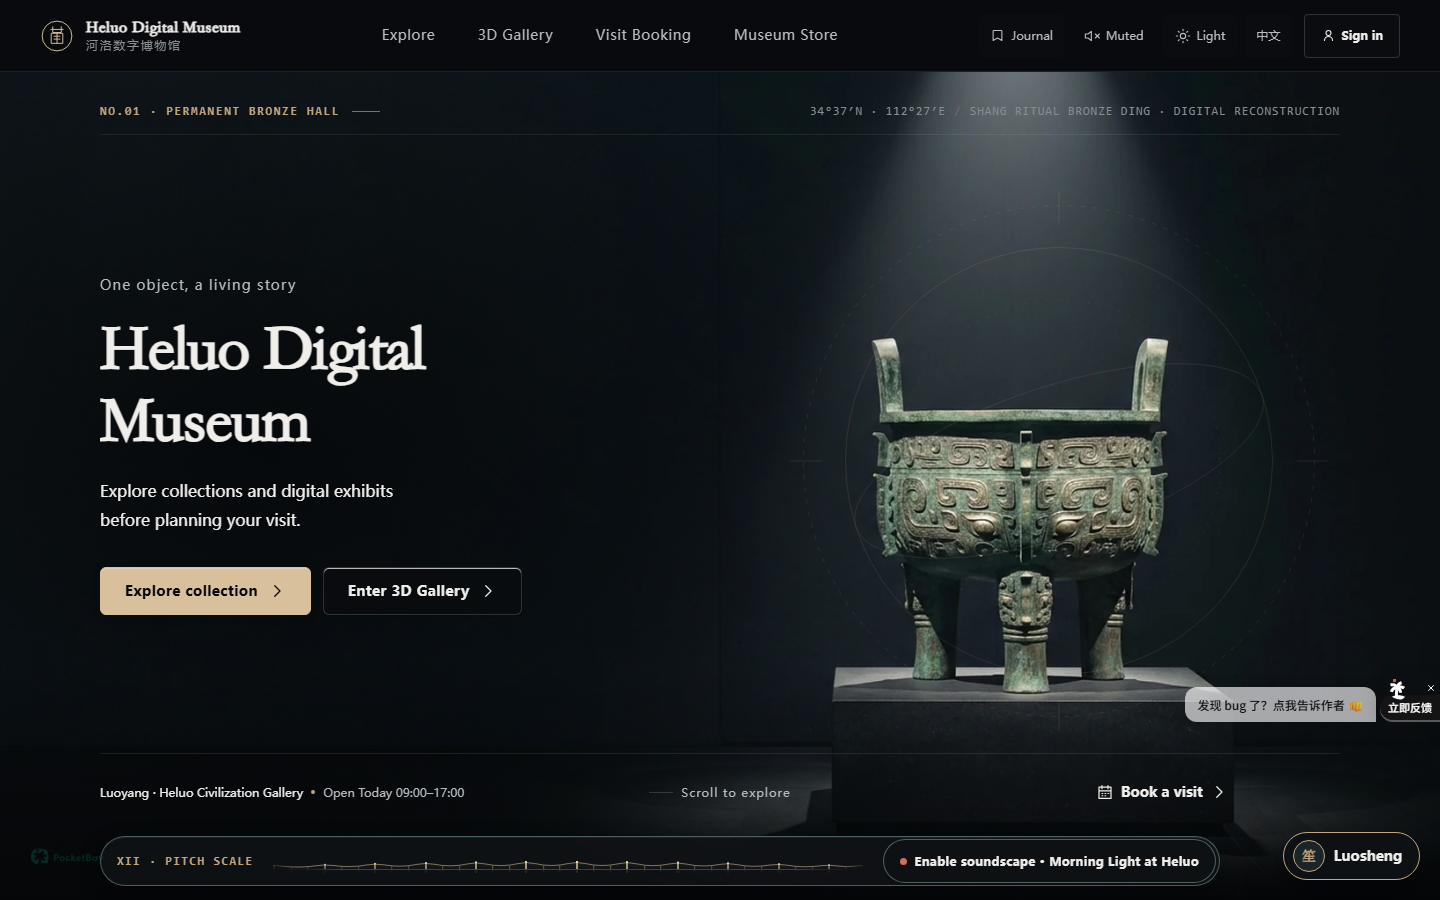 Heluo Digital Museum
河洛数字博物馆
Explore
3D Gallery
Visit Booking
Museum Store
Journal
Muted
Light
中文
Sign in
NO.01 · PERMANENT BRONZE HALL
34°37′N · 112°27′E / SHANG RITUAL BRONZE DING · DIGITAL RECONSTRUCTION
One object, a living story
Heluo Digital
Museum
Explore collections and digital exhibits
before planning your visit.
Explore collection
Enter 3D Gallery
发现 bug 了？点我告诉作者
立即反馈
Luoyang · Heluo Civilization Gallery • Open Today 09:00–17:00
Scroll to explore
Book a visit
XII · PITCH SCALE
Enable soundscape · Morning Light at Heluo
笙
Luosheng